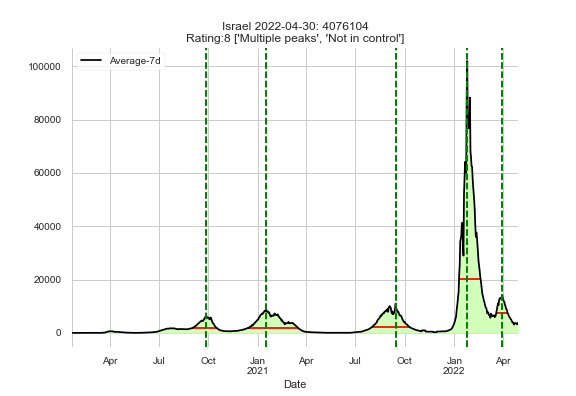 Israel 2022-04-30: 4076104
Rating:8 ['Multiple peaks', 'Not in control']
Average-7d
100000
80000
60000
40000
20000
0
Apr Jul Oct Jan Apr Jul Oct Jan Apr
2021 2022
Date